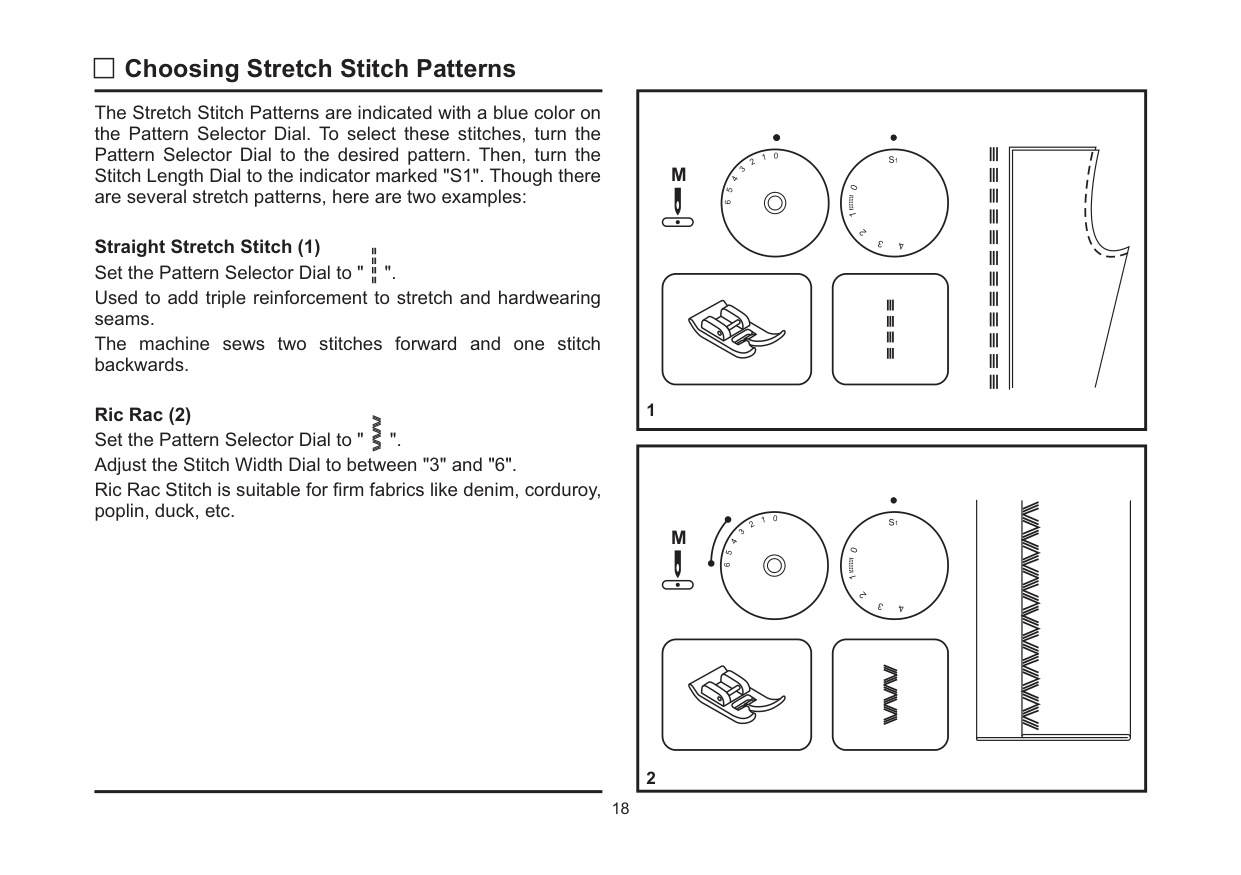 Choosing Stretch Stitch Patterns
The Stretch Stitch Patterns are indicated with a blue color on
the Pattern Selector Dial. To select these stitches, turn the
Pattern Selector Dial to the desired pattern. Then, turn the
Stitch Length Dial to the indicator marked "S1". Though there
are several stretch patterns, here are two examples:
Straight Stretch Stitch (1)
Set the Pattern Selector Dial to " ".
Used to add triple reinforcement to stretch and hardwearing
seams.
The machine sews two stitches forward and one stitch
backwards.
Ric Rac (2)
Set the Pattern Selector Dial to " ".
Adjust the Stitch Width Dial to between "3" and "6".
Ric Rac Stitch is suitable for firm fabrics like denim, corduroy,
poplin, duck, etc.
M
6 5 4 3 2 1 0
S1
0 1 2 3 4
1
M
6 5 4 3 2 1 0
S1
0 1 2 3 4
2
18